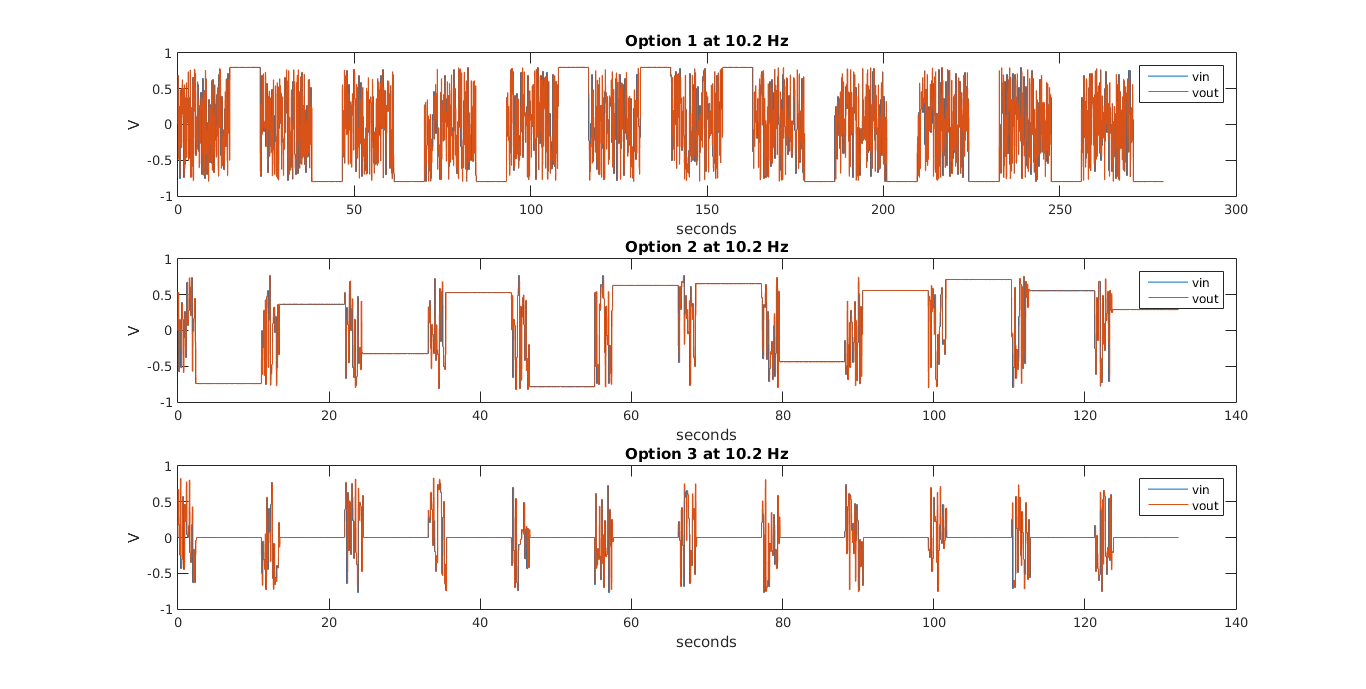 Option 1 at 10.2 Hz
1
0.5
0
-0.5
-1
V
vin
vout
0 50 100 150 200 250 300
seconds
Option 2 at 10.2 Hz
1
0.5
0
-0.5
-1
V
vin
vout
0 20 40 60 80 100 120 140
seconds
Option 3 at 10.2 Hz
1
0.5
0
-0.5
-1
V
vin
vout
0 20 40 60 80 100 120 140
seconds